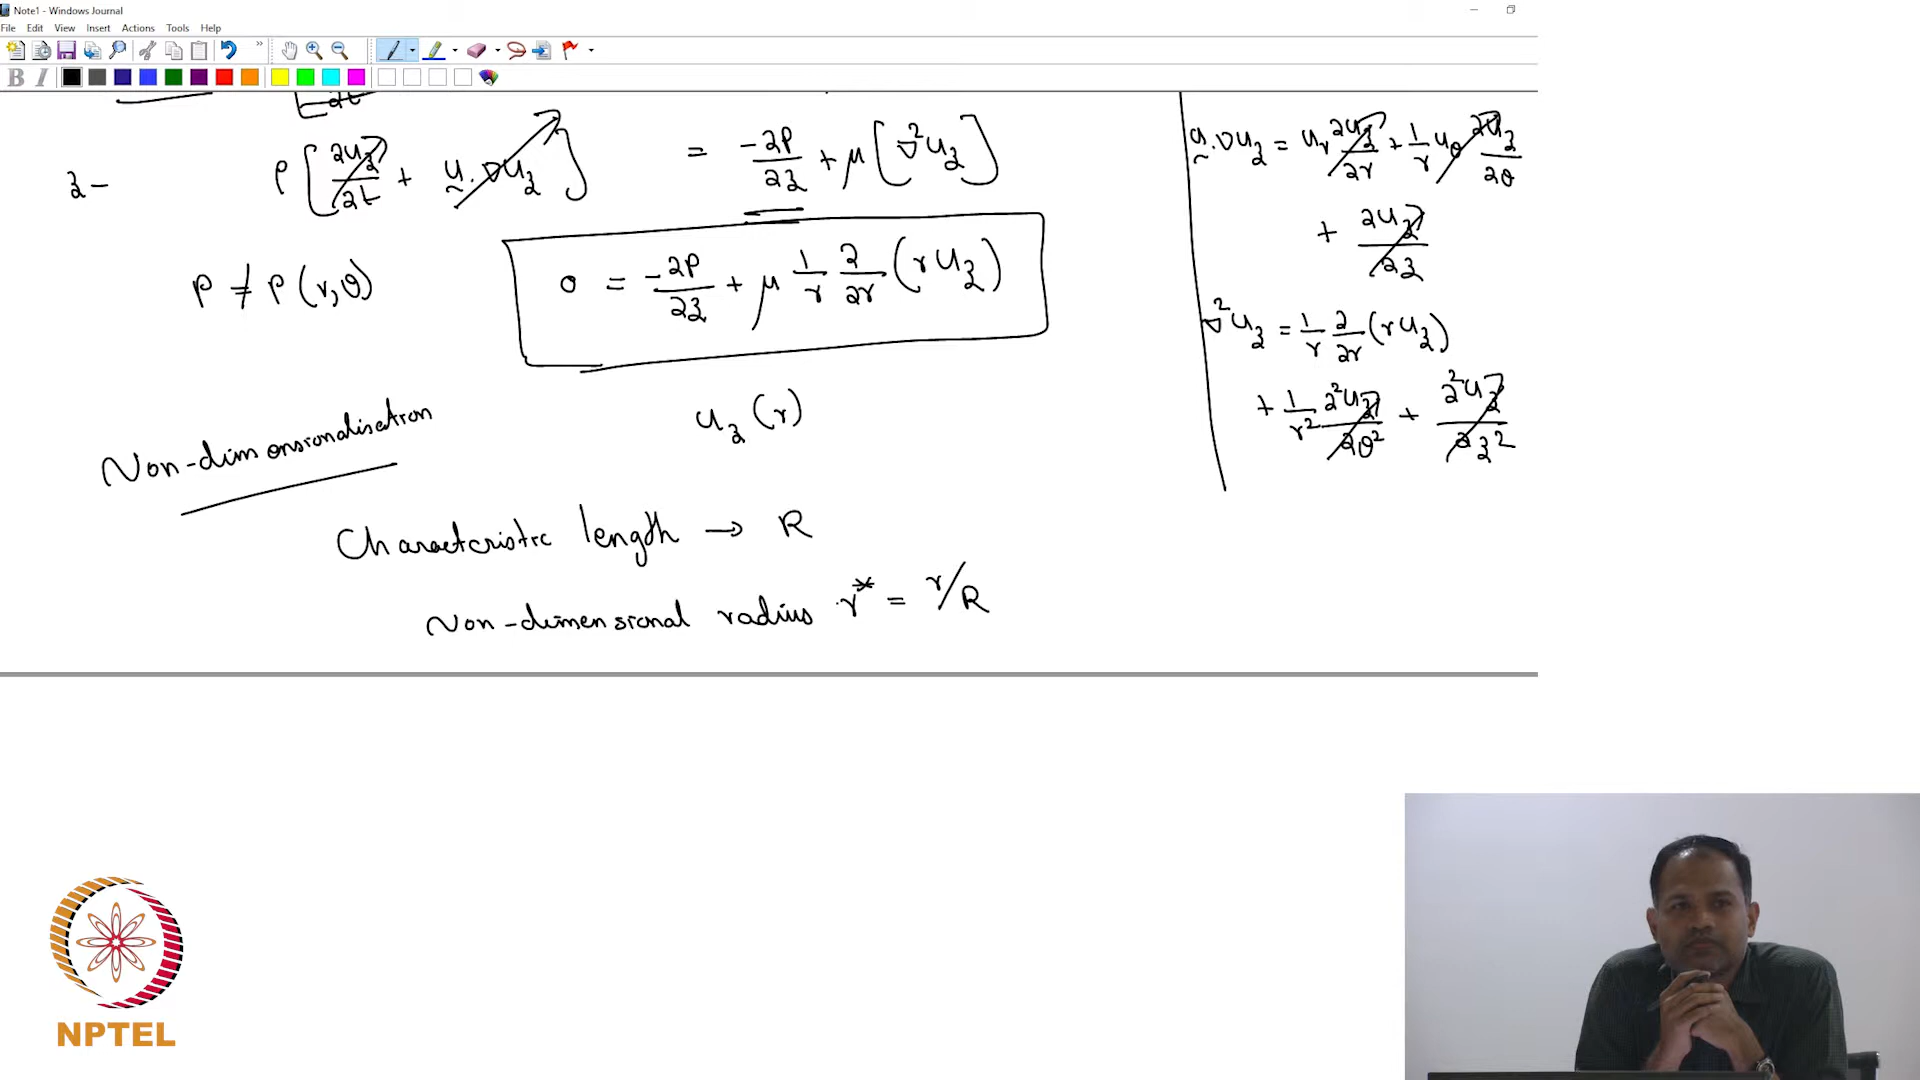 Note1 - Windows Journal
File Edit View Insert Actions Tools Help
B I
z- ρ[∂u_z/∂t + u.∇u_z] = -∂P/∂z + μ[∇²u_z]
P ≠ P(r,θ)
0 = -∂P/∂z + μ 1/r ∂/∂r (r u_z)
u_z(r)
Non-dimensionalisation
Characteristic length → R
Non-dimensional radius r* = r/R
u.∇u_z = u_r ∂u_z/∂r + 1/r u_θ ∂u_z/∂θ
+ ∂u_z/∂z
∇²u_z = 1/r ∂/∂r (r u_z)
+ 1/r² ∂²u_z/∂θ² + ∂²u_z/∂z²
NPTEL